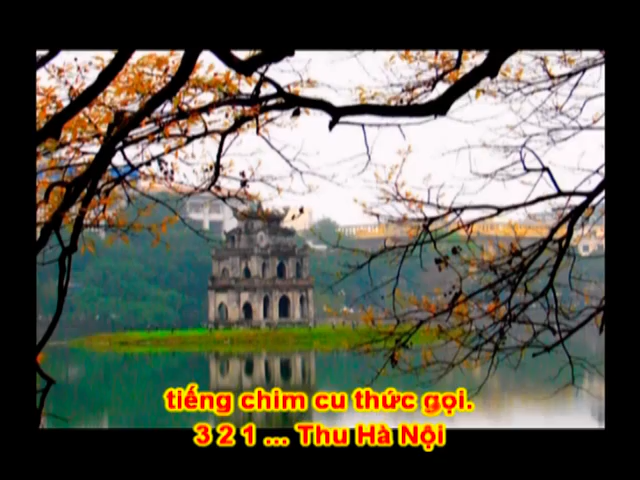 tiếng chim cu thức gọi.
3 2 1 ... Thu Hà Nội